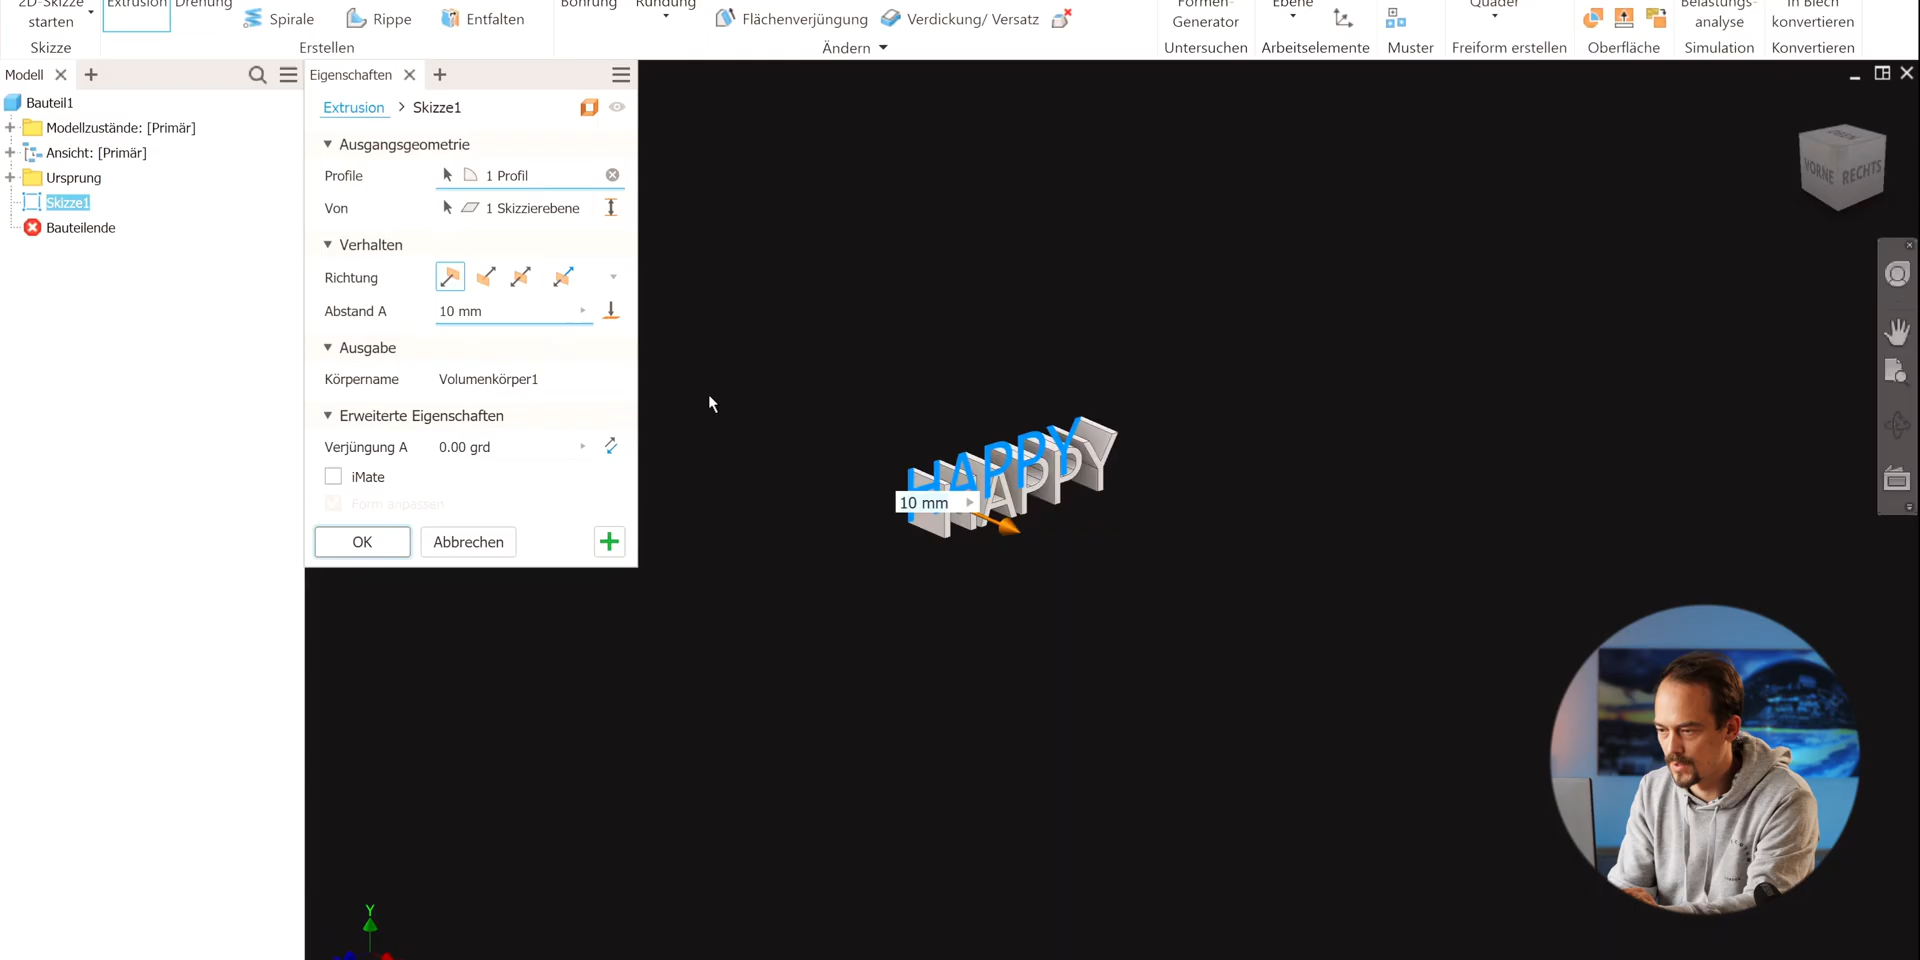 2D-Skizze
starten
Skizze
Extrusion
Drehung
Spirale
Rippe
Entfalten
Erstellen
Bohrung
Rundung
Flächenverjüngung
Verdickung/ Versatz
Ändern
Formen-
Generator
Untersuchen
Ebene
Arbeitselemente
Muster
Quader
Freiform erstellen
Oberfläche
Belastungs-
analyse
Simulation
In Blech
konvertieren
Konvertieren
Modell
Bauteil1
Modellzustände: [Primär]
Ansicht: [Primär]
Ursprung
Skizze1
Bauteilende
Eigenschaften
Extrusion > Skizze1
Ausgangsgeometrie
Profile 1 Profil
Von 1 Skizzierebene
Verhalten
Richtung
Abstand A 10 mm
Ausgabe
Körpername Volumenkörper1
Erweiterte Eigenschaften
Verjüngung A 0.00 grd
iMate
Form anpassen
OK Abbrechen
HAPPY
10 mm
OBEN
VORNE
RECHTS
Y